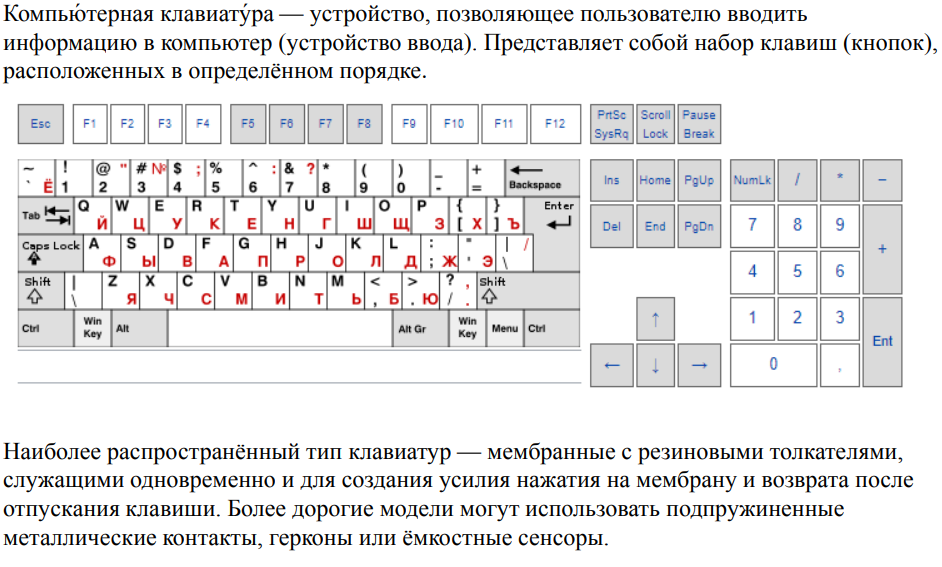 Компью́терная клавиату́ра — устройство, позволяющее пользователю вводить
информацию в компьютер (устройство ввода). Представляет собой набор клавиш (кнопок),
расположенных в определённом порядке.
Esc F1 F2 F3 F4 F5 F6 F7 F8 F9 F10 F11 F12 PrtSc SysRq Scroll Lock Pause Break
~ ` Ё ! 1 @ " 2 # № 3 $ ; 4 % 5 ^ : 6 & ? 7 * 8 ( 9 ) 0 _ - + = Backspace Ins Home PgUp NumLk / * −
Tab Q Й W Ц E У R К T Е Y Н U Г I Ш O Щ P З { [ Х } ] Ъ Enter Del End PgDn 7 8 9 +
Caps Lock A Ф S Ы D В F А G П H Р J О K Л L Д : ; Ж " ' Э | / \ 4 5 6
Shift | \ Z Я X Ч C С V М B И N Т M Ь < , Б > . Ю ? , / . Shift ↑ 1 2 3 Ent
Ctrl Win Key Alt Alt Gr Win Key Menu Ctrl ← ↓ → 0 ,
Наиболее распространённый тип клавиатур — мембранные с резиновыми толкателями,
служащими одновременно и для создания усилия нажатия на мембрану и возврата после
отпускания клавиши. Более дорогие модели могут использовать подпружиненные
металлические контакты, герконы или ёмкостные сенсоры.